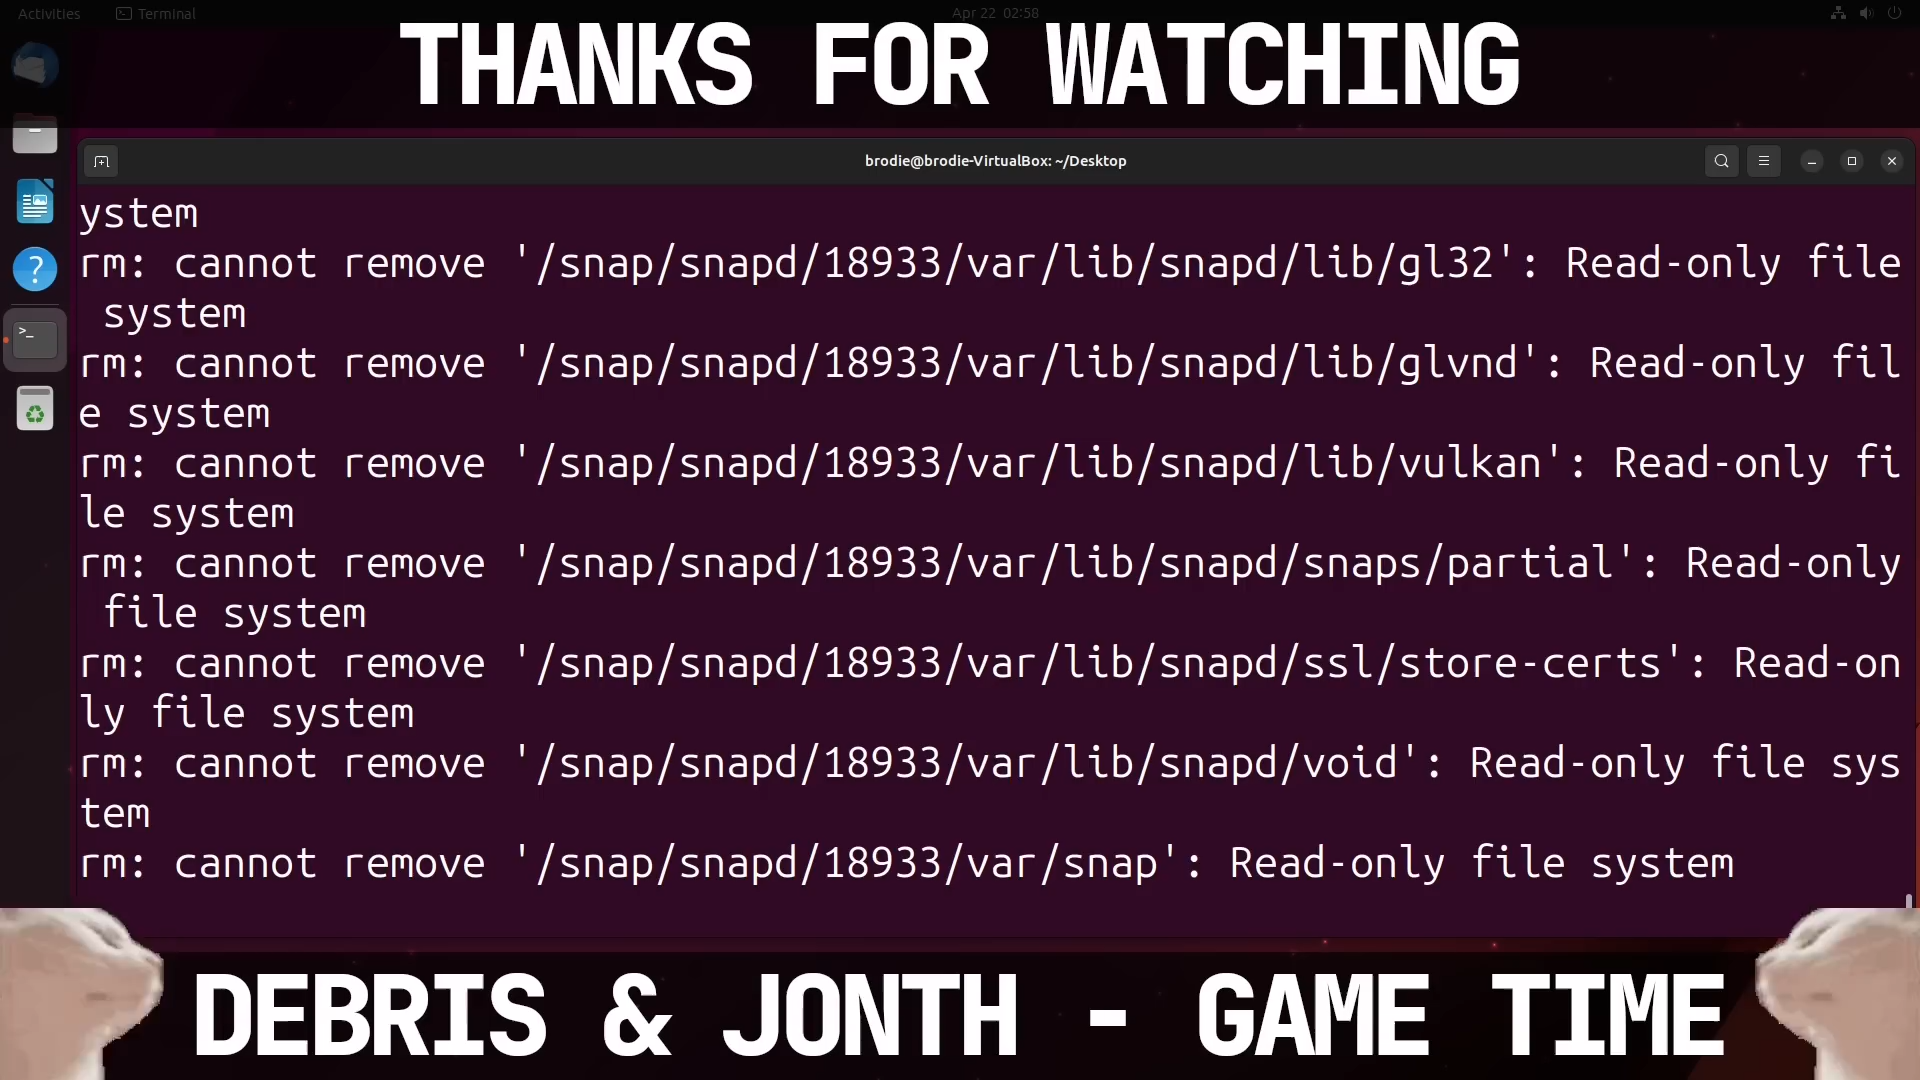 Activities
Terminal
Apr 22 02:58
THANKS FOR WATCHING
brodie@brodie-VirtualBox: ~/Desktop
ystem
rm: cannot remove '/snap/snapd/18933/var/lib/snapd/lib/gl32': Read-only file
 system
rm: cannot remove '/snap/snapd/18933/var/lib/snapd/lib/glvnd': Read-only fil
e system
rm: cannot remove '/snap/snapd/18933/var/lib/snapd/lib/vulkan': Read-only fi
le system
rm: cannot remove '/snap/snapd/18933/var/lib/snapd/snaps/partial': Read-only
 file system
rm: cannot remove '/snap/snapd/18933/var/lib/snapd/ssl/store-certs': Read-on
ly file system
rm: cannot remove '/snap/snapd/18933/var/lib/snapd/void': Read-only file sys
tem
rm: cannot remove '/snap/snapd/18933/var/snap': Read-only file system
DEBRIS & JONTH - GAME TIME